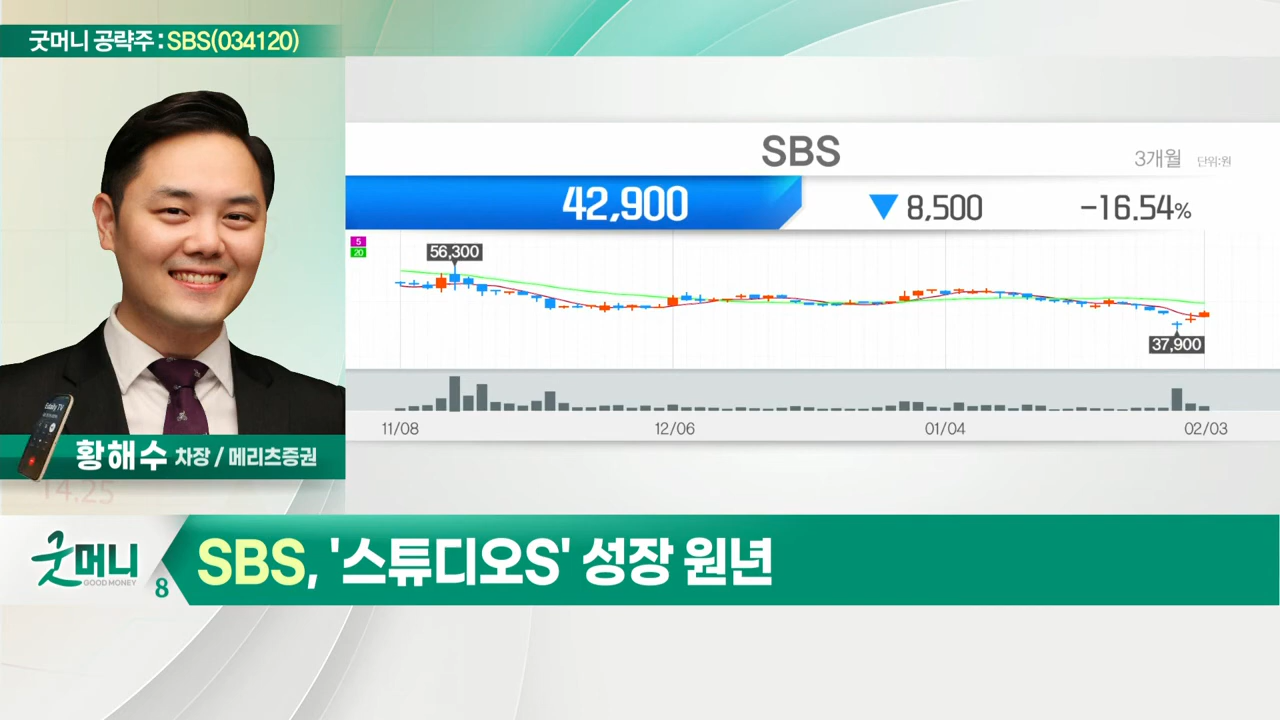 굿머니 공략주 : SBS(034120)
SBS
3개월 단위:원
42,900 ▼ 8,500 -16.54%
5
20
56,300
37,900
11/08 12/06 01/04 02/03
황해수 차장 / 메리츠증권
14.25
굿머니
GOOD MONEY
8
SBS, '스튜디오S' 성장 원년